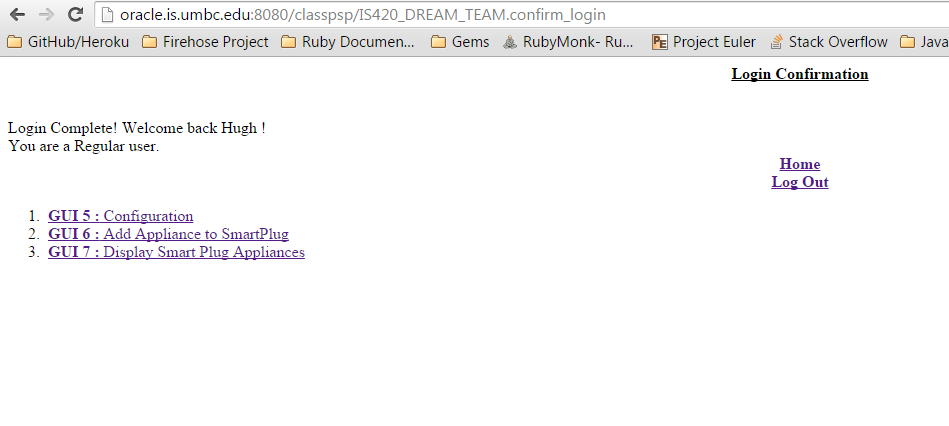 oracle.is.umbc.edu:8080/classpsp/IS420_DREAM_TEAM.confirm_login
GitHub/Heroku Firehose Project Ruby Documen... Gems RubyMonk- Ru... PE Project Euler Stack Overflow Java
Login Confirmation
Login Complete! Welcome back Hugh !
You are a Regular user.
Home
Log Out
1. GUI 5 : Configuration
2. GUI 6 : Add Appliance to SmartPlug
3. GUI 7 : Display Smart Plug Appliances